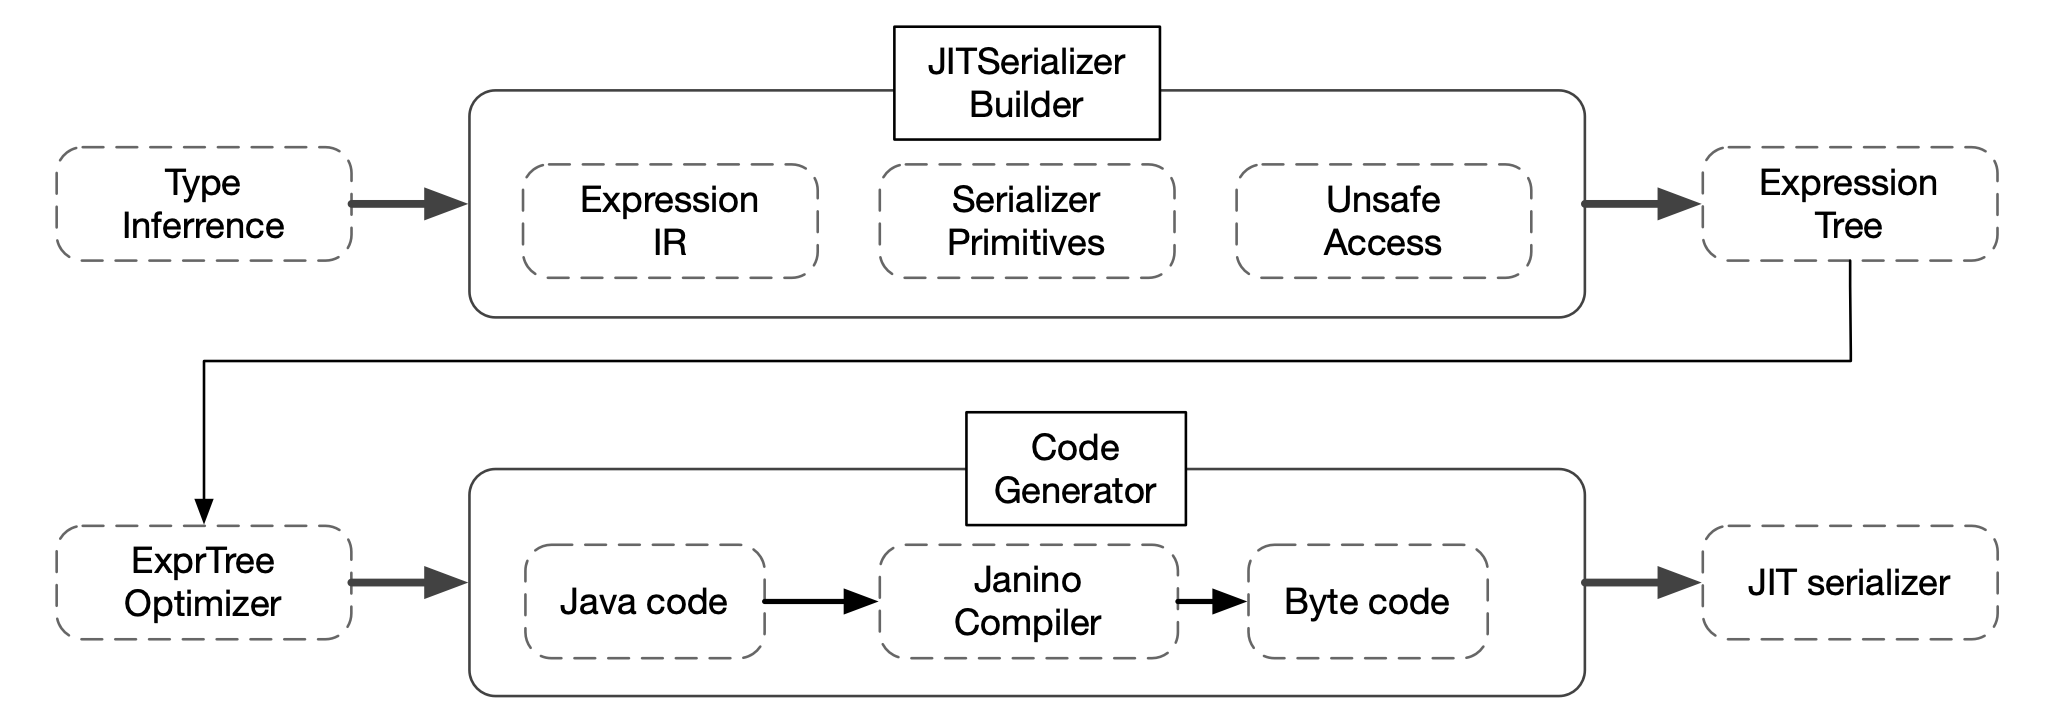 JITSerializer
Builder
Type
Inferrence
Expression
IR
Serializer
Primitives
Unsafe
Access
Expression
Tree
Code
Generator
ExprTree
Optimizer
Java code
Janino
Compiler
Byte code
JIT serializer